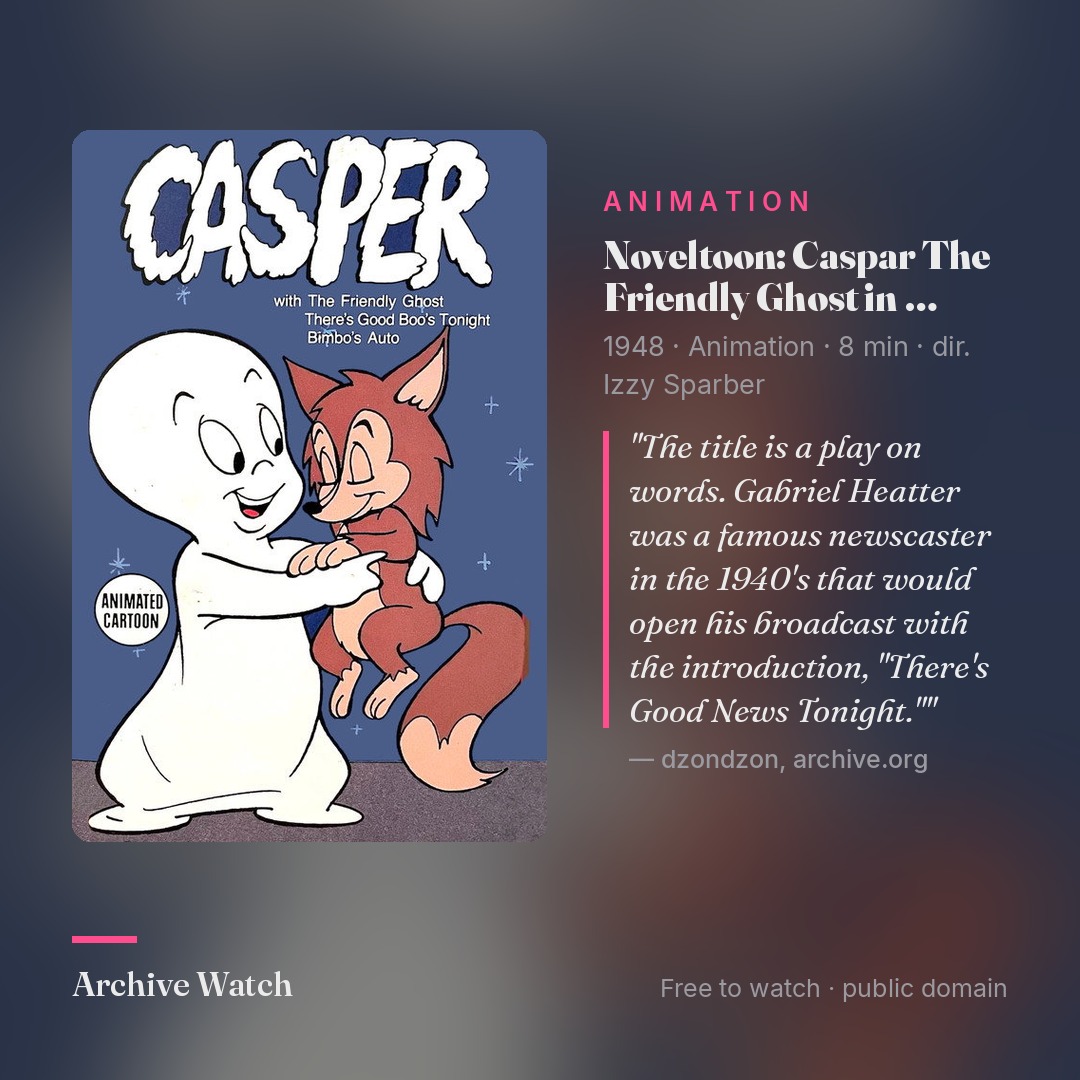 CASPER
with The Friendly Ghost
There's Good Boo's Tonight
Bimbo's Auto
ANIMATED
CARTOON
ANIMATION
Noveltoon: Caspar The
Friendly Ghost in ...
1948 · Animation · 8 min · dir.
Izzy Sparber
"The title is a play on
words. Gabriel Heatter
was a famous newscaster
in the 1940's that would
open his broadcast with
the introduction, "There's
Good News Tonight.""
— dzondzon, archive.org
Archive Watch
Free to watch · public domain